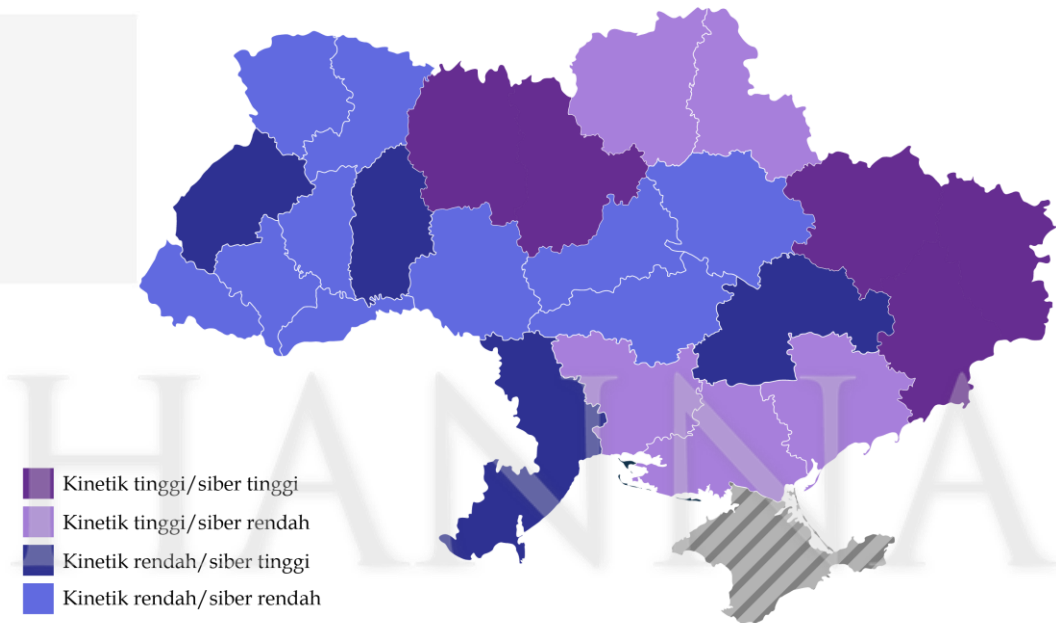 HANNA
Kinetik tinggi/siber tinggi
Kinetik tinggi/siber rendah
Kinetik rendah/siber tinggi
Kinetik rendah/siber rendah